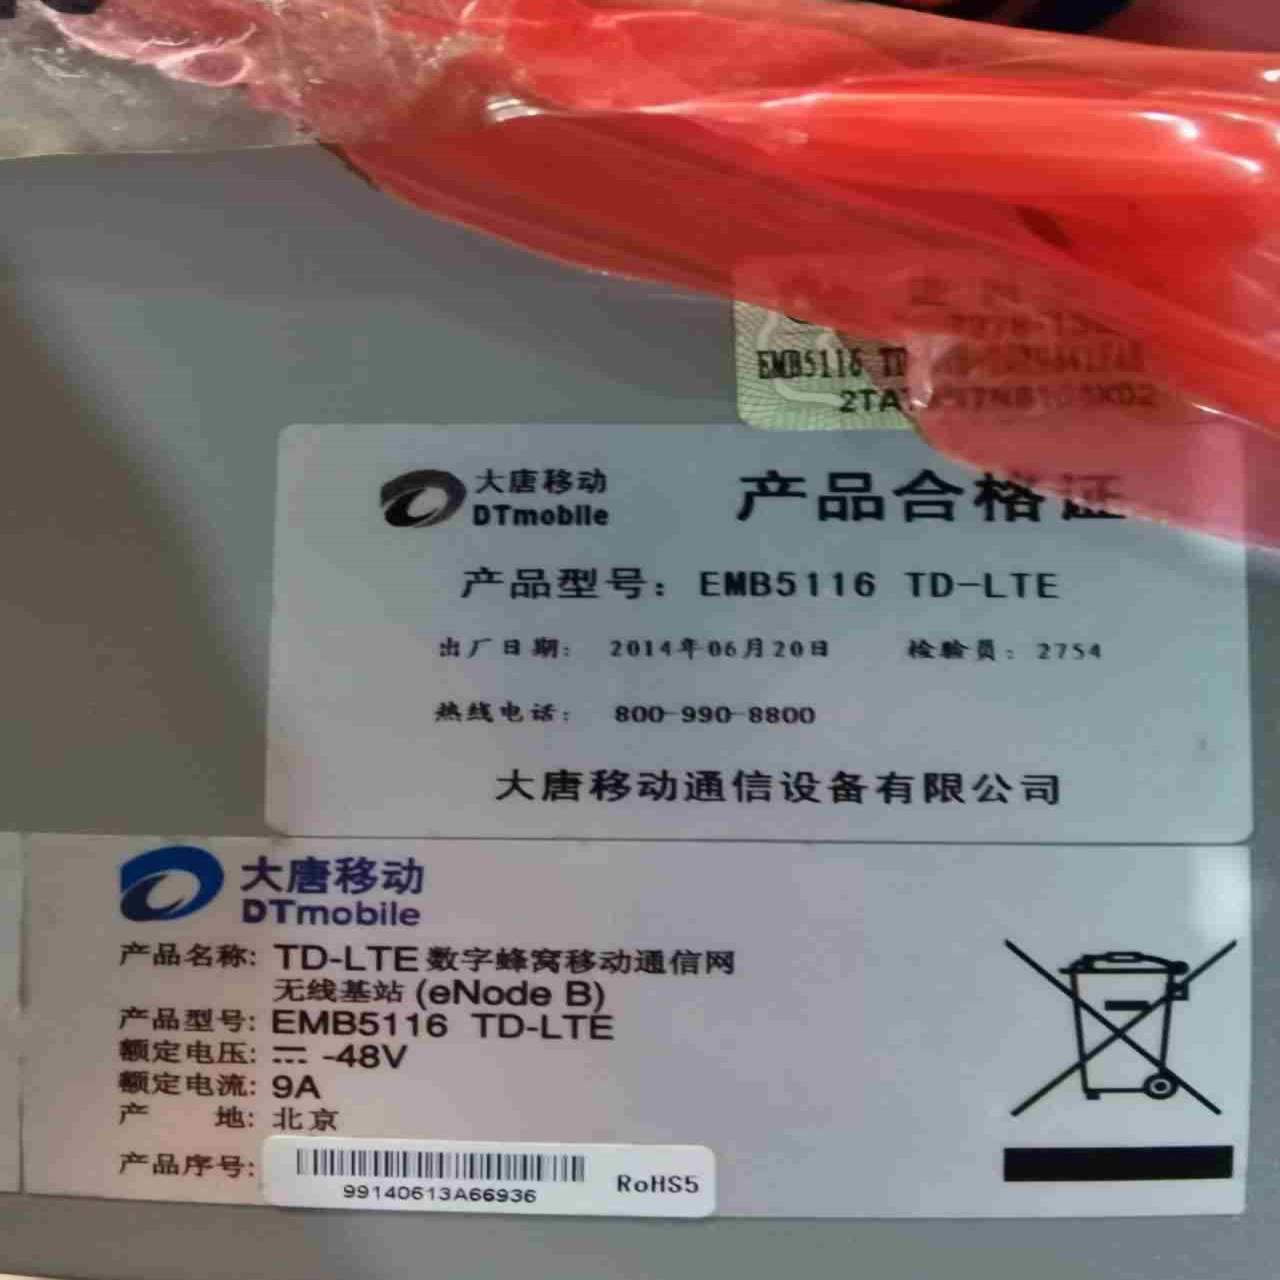 EMB5116 TD
2TA
大唐移动
DTmobile
产品合格证
产品型号: EMB5116 TD-LTE
出厂日期: 2014年06月20日 检验员: 2754
热线电话: 800-990-8800
大唐移动通信设备有限公司
大唐移动
DTmobile
产品名称: TD-LTE 数字蜂窝移动通信网
无线基站 (eNode B)
产品型号: EMB5116 TD-LTE
额定电压: -48V
额定电流: 9A
产 地: 北京
产品序号:
99140613A66936
RoHS5